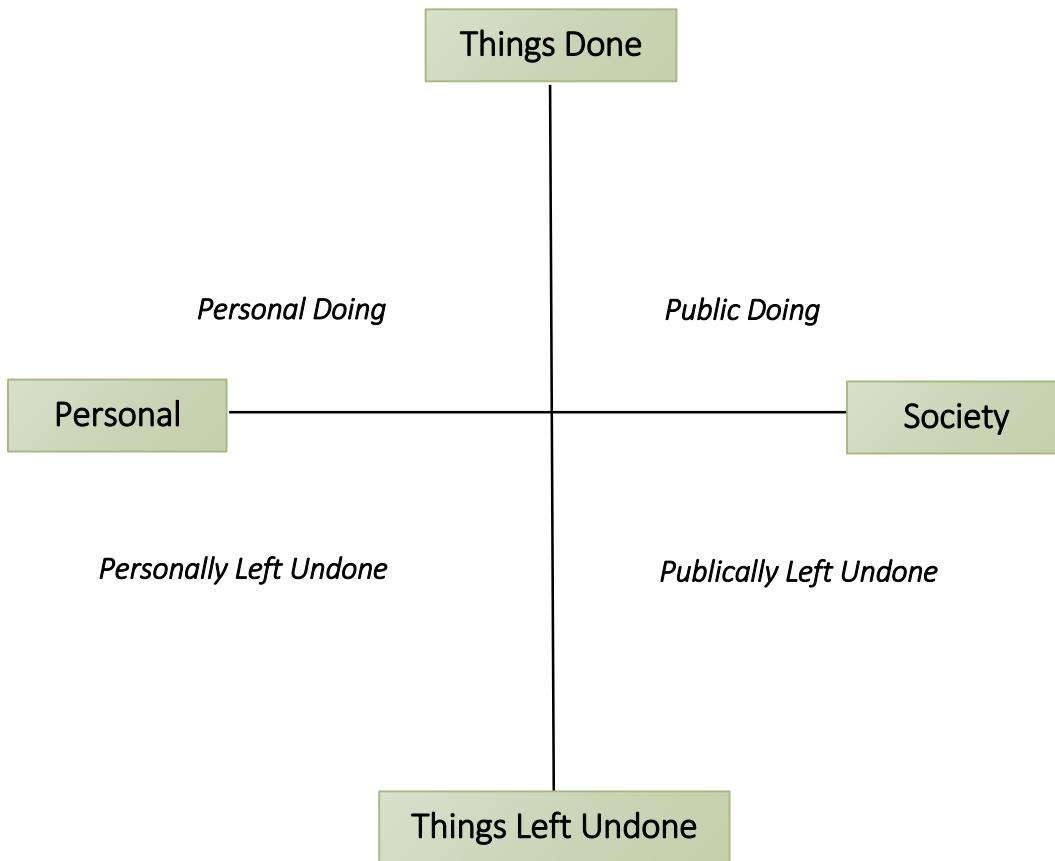 Things Done
Personal Doing
Public Doing
Personal
Society
Personally Left Undone
Publically Left Undone
Things Left Undone